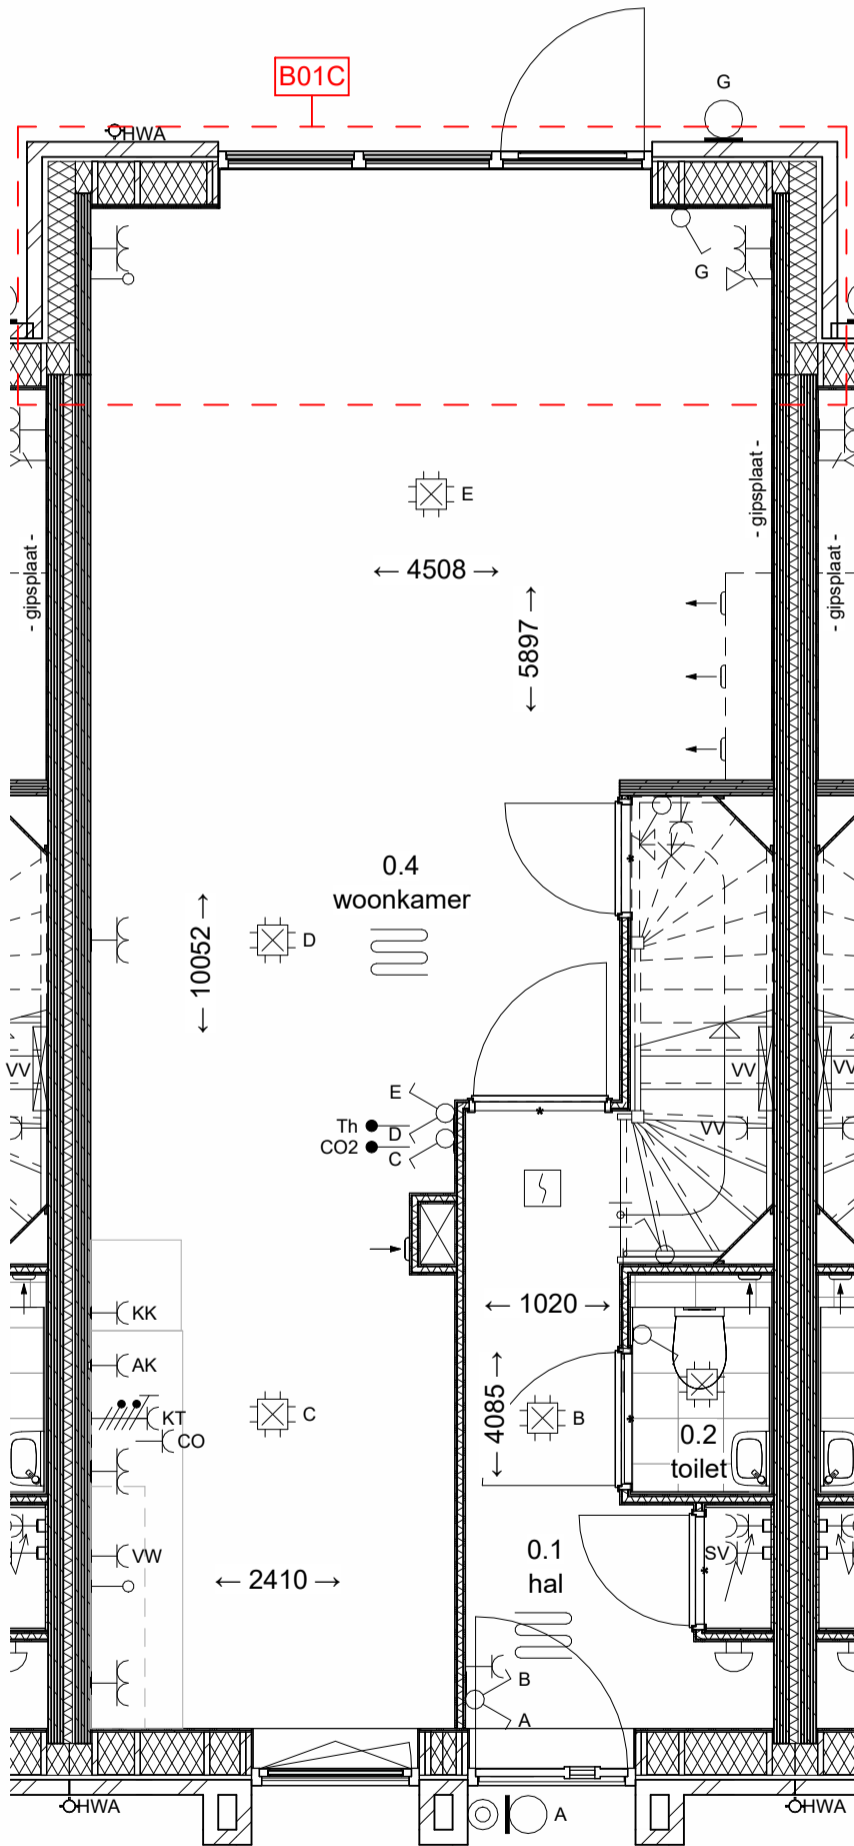 B01C
G
HWA
G
E
- gipsplaat -
← 4508 →
- gipsplaat -
- gipsplaat -
← 5897 →
0.4
woonkamer
← 10052 →
D
VV
VV
VV
E
Th
D
VV
CO2
C
← 1020 →
KK
AK
← 4085 →
C
KT
B
CO
0.2
toilet
VW
0.1
hal
SV
← 2410 →
B
A
HWA
A
HWA